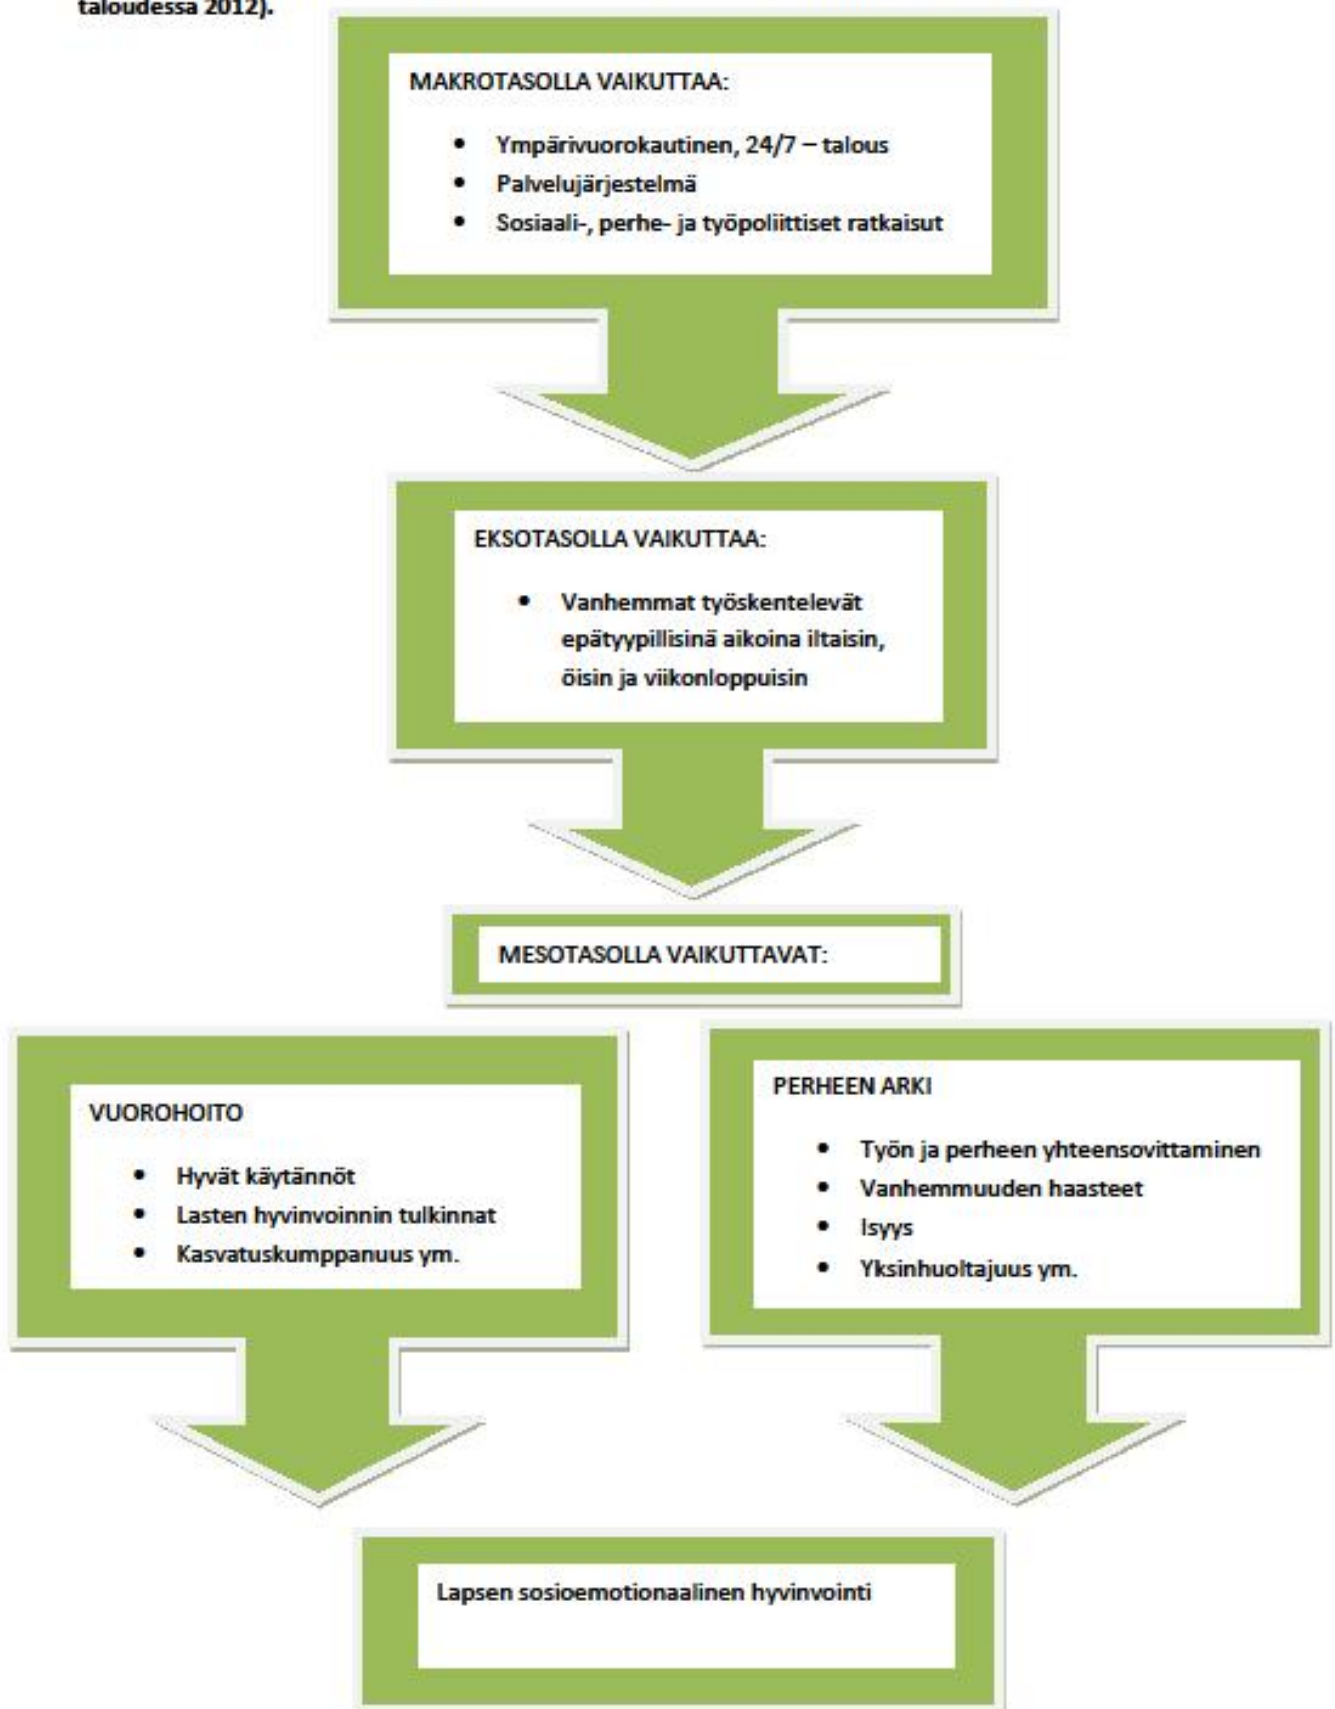 taloudessa 2012).
MAKROTASOLLA VAIKUTTAA:
• Ympärivuorokautinen, 24/7 – talous
• Palvelujärjestelmä
• Sosiaali-, perhe- ja työpoliittiset ratkaisut
EKSOTASOLLA VAIKUTTAA:
• Vanhemmat työskentelevät
epätyypillisinä aikoina iltaisin,
öisin ja viikonloppuisin
MESOTASOLLA VAIKUTTAVAT:
VUOROHOITO
• Hyvät käytännöt
• Lasten hyvinvoinnin tulkinnat
• Kasvatuskumppanuus ym.
PERHEEN ARKI
• Työn ja perheen yhteensovittaminen
• Vanhemmuuden haasteet
• Isyys
• Yksinhuoltajuus ym.
Lapsen sosioemotionaalinen hyvinvointi